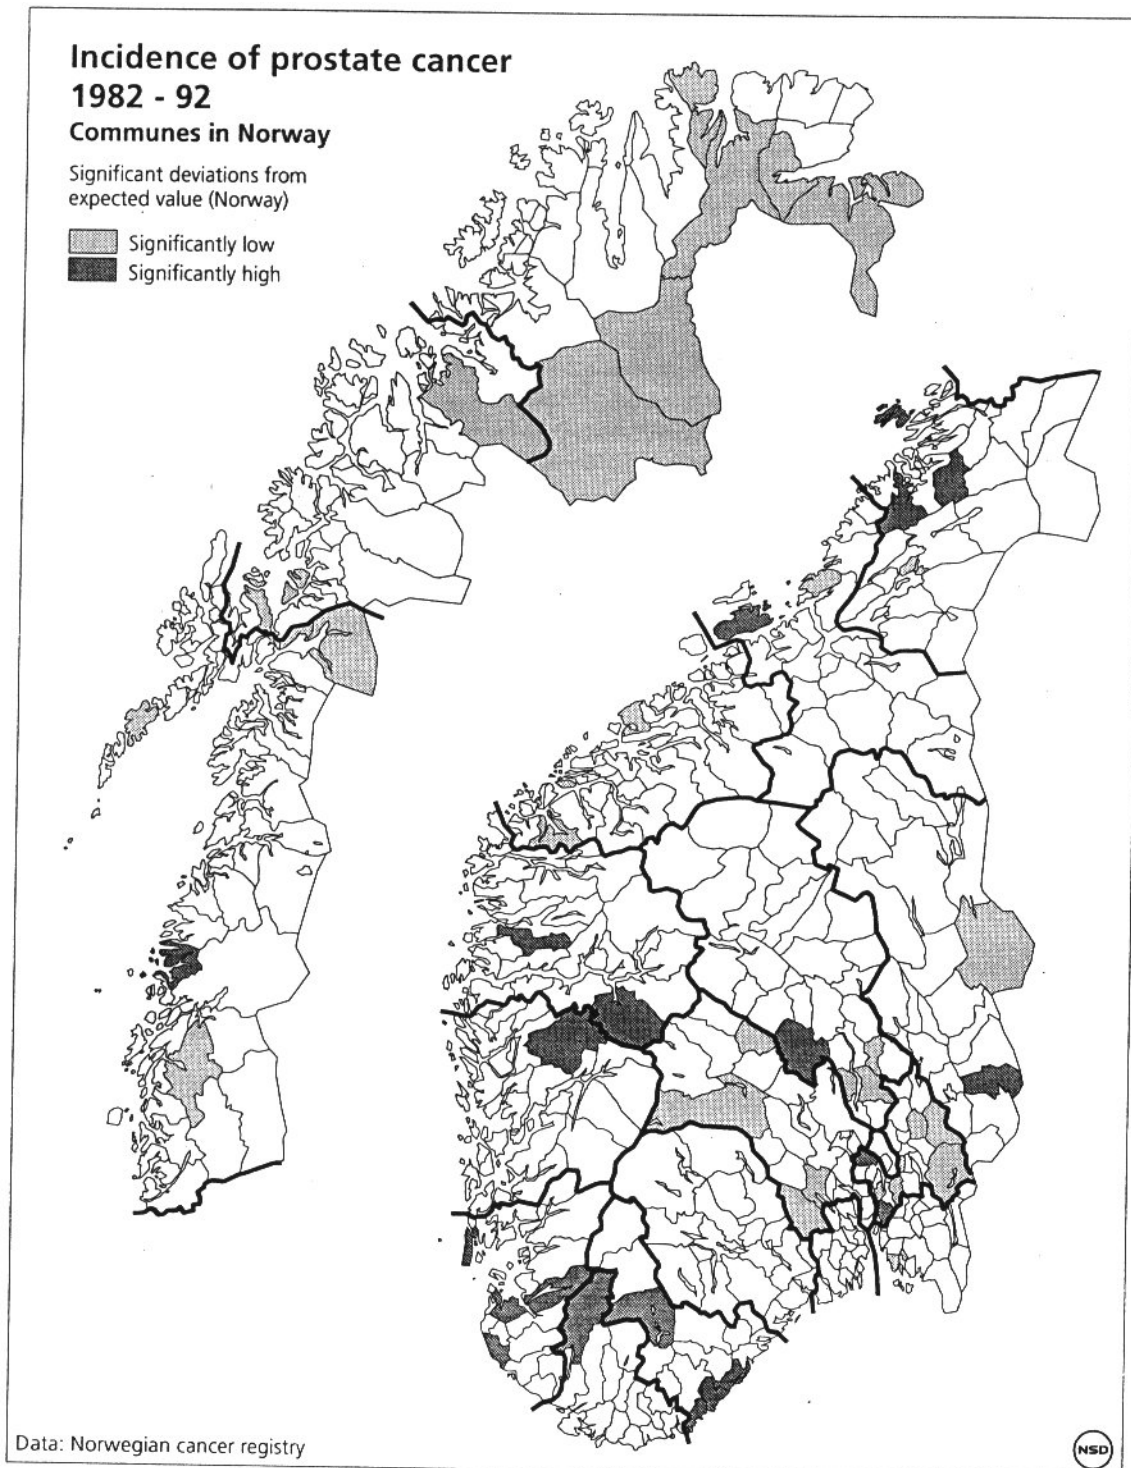 Incidence of prostate cancer
1982 - 92
Communes in Norway
Significant deviations from
expected value (Norway)
Significantly low
Significantly high
Data: Norwegian cancer registry
NSD